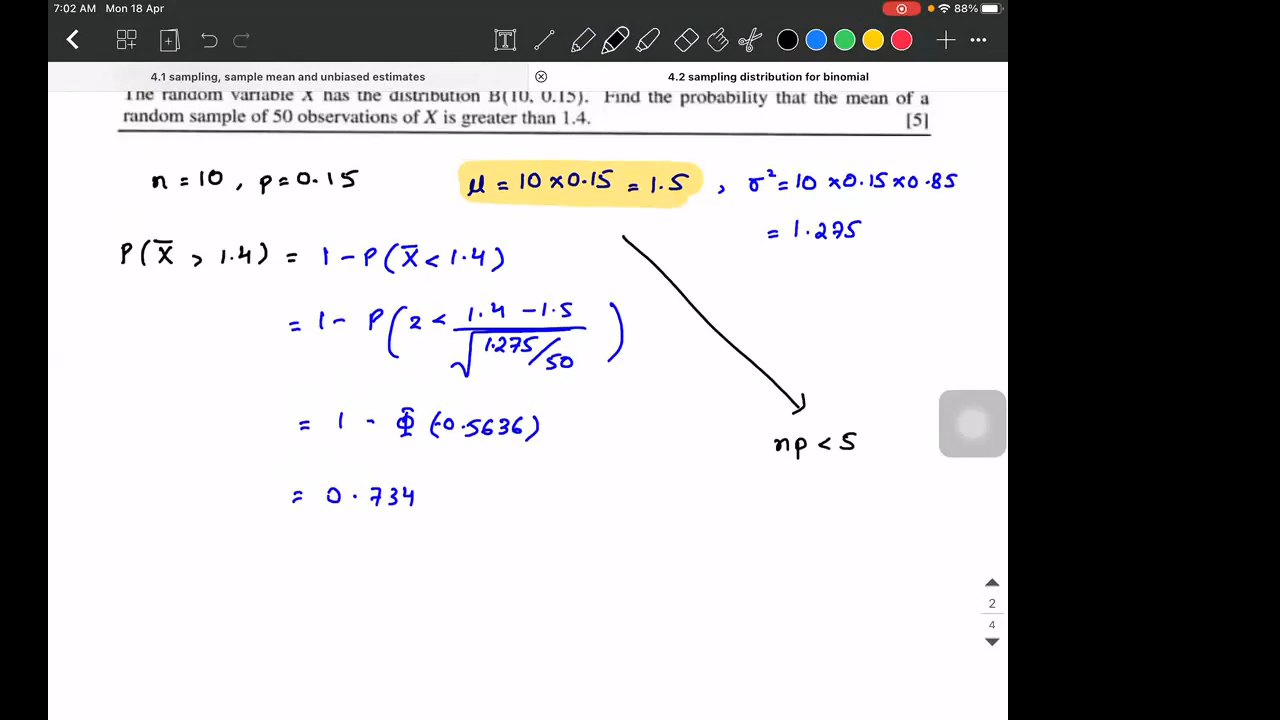 7:02 AM Mon 18 Apr
88%
4.1 sampling, sample mean and unbiased estimates
4.2 sampling distribution for binomial
The random variable X has the distribution B(10, 0.15). Find the probability that the mean of a
random sample of 50 observations of X is greater than 1.4. [5]
n = 10 , p = 0.15
μ = 10 × 0.15 = 1.5 , σ² = 10 × 0.15 × 0.85
= 1.275
P(X̄ > 1.4) = 1 − P(X̄ < 1.4)
= 1 − P(Z < (1.4 − 1.5)/√(1.275/50))
= 1 - Φ(-0.5636)
np < 5
= 0.734
2
4